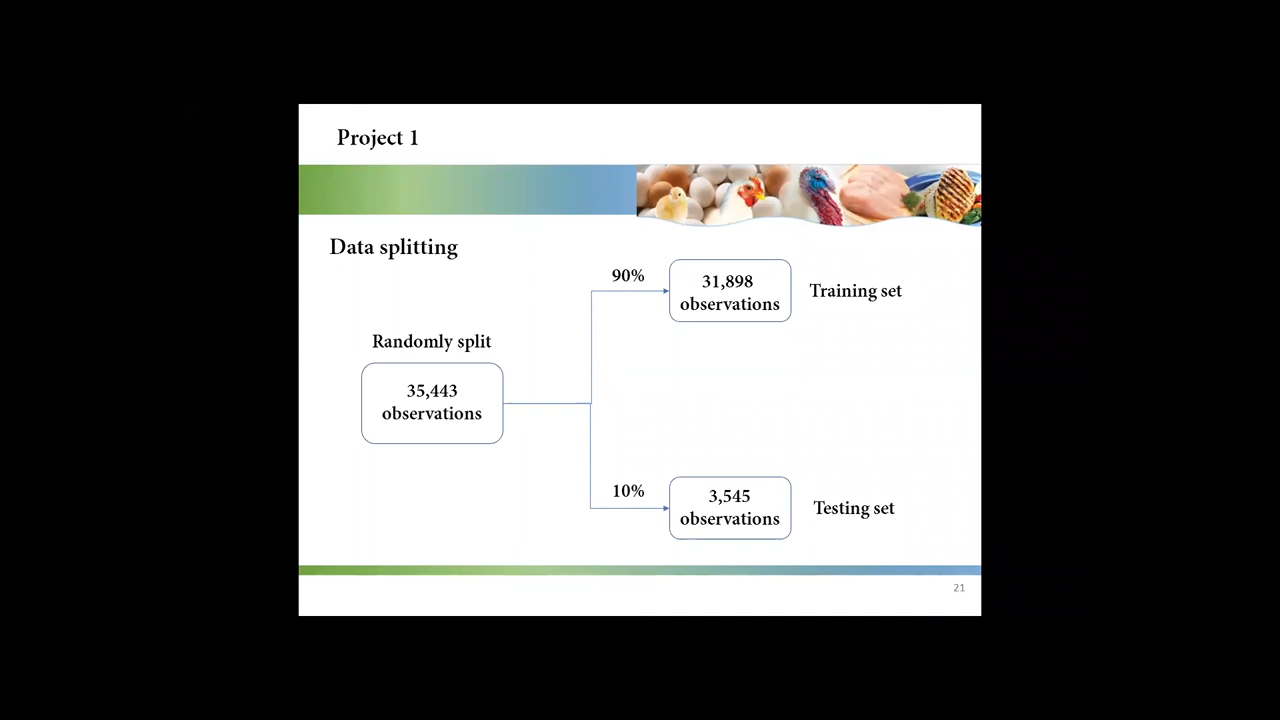 Project 1
Data splitting
90%
31,898
observations
Training set
Randomly split
35,443
observations
10%
3,545
observations
Testing set
21